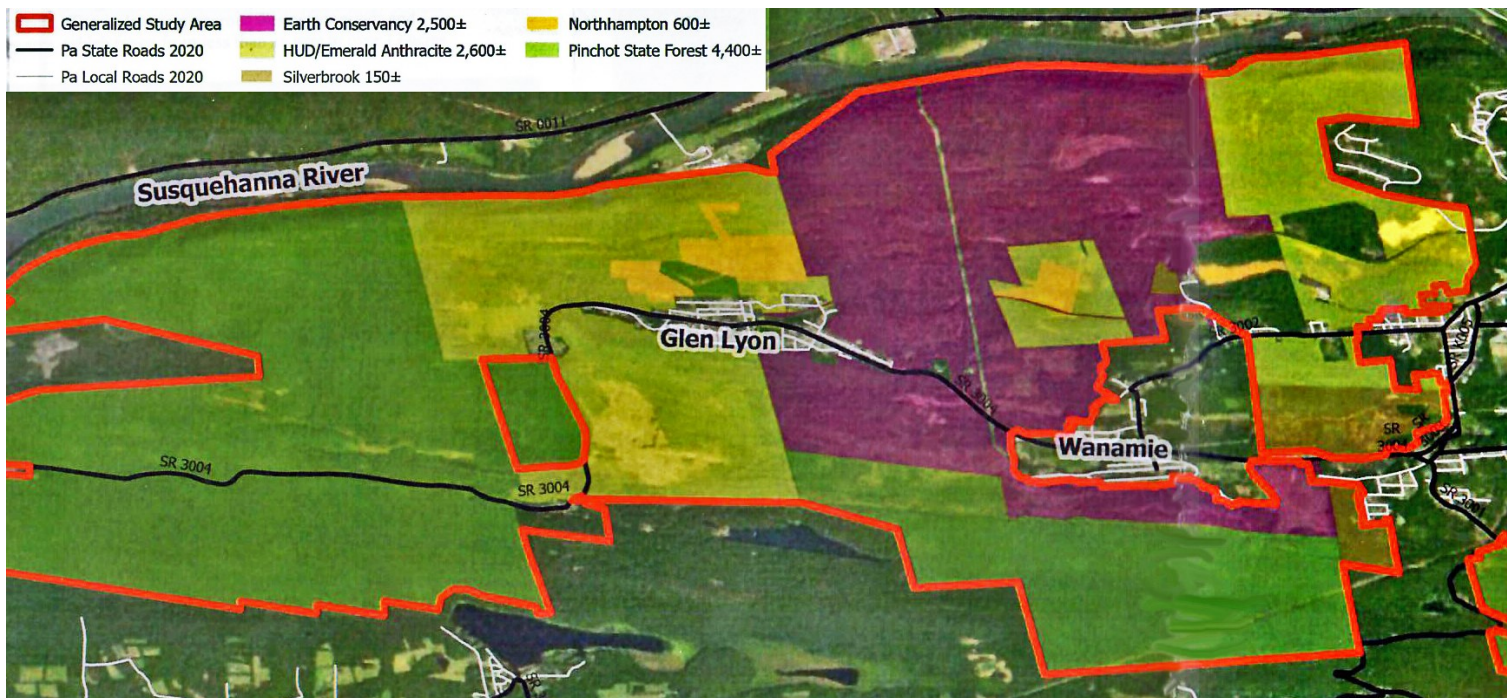 Generalized Study Area
Earth Conservancy 2,500±
Northhampton 600±
Pa State Roads 2020
HUD/Emerald Anthracite 2,600±
Pinchot State Forest 4,400±
Pa Local Roads 2020
Silverbrook 150±
SR 0011
Susquehanna River
SR 3004
Glen Lyon
SR 3002
SR 3004
Wanamie
SR
3004
SR 3004
SR 3004
SR 3001